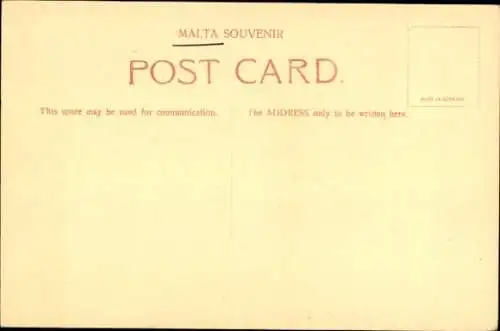 MALTA SOUVENIR
POST CARD.
This space may be used for communication.
The ADDRESS only to be written here.